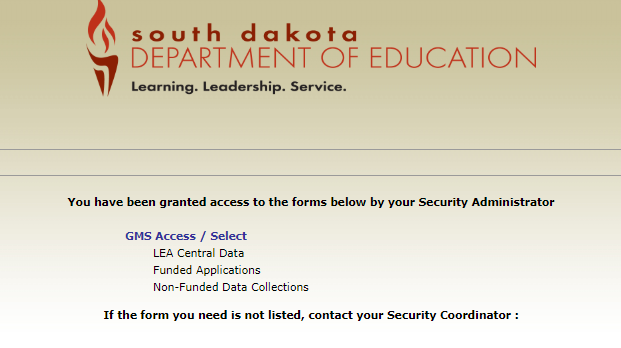 south dakota
DEPARTMENT OF EDUCATION
Learning. Leadership. Service.
You have been granted access to the forms below by your Security Administrator
GMS Access / Select
LEA Central Data
Funded Applications
Non-Funded Data Collections
If the form you need is not listed, contact your Security Coordinator :